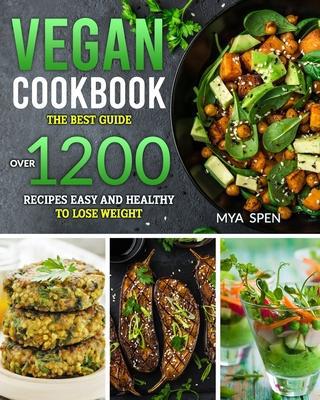 VEGAN
COOKBOOK
THE BEST GUIDE
OVER 1200
RECIPES EASY AND HEALTHY
TO LOSE WEIGHT
MYA SPEN